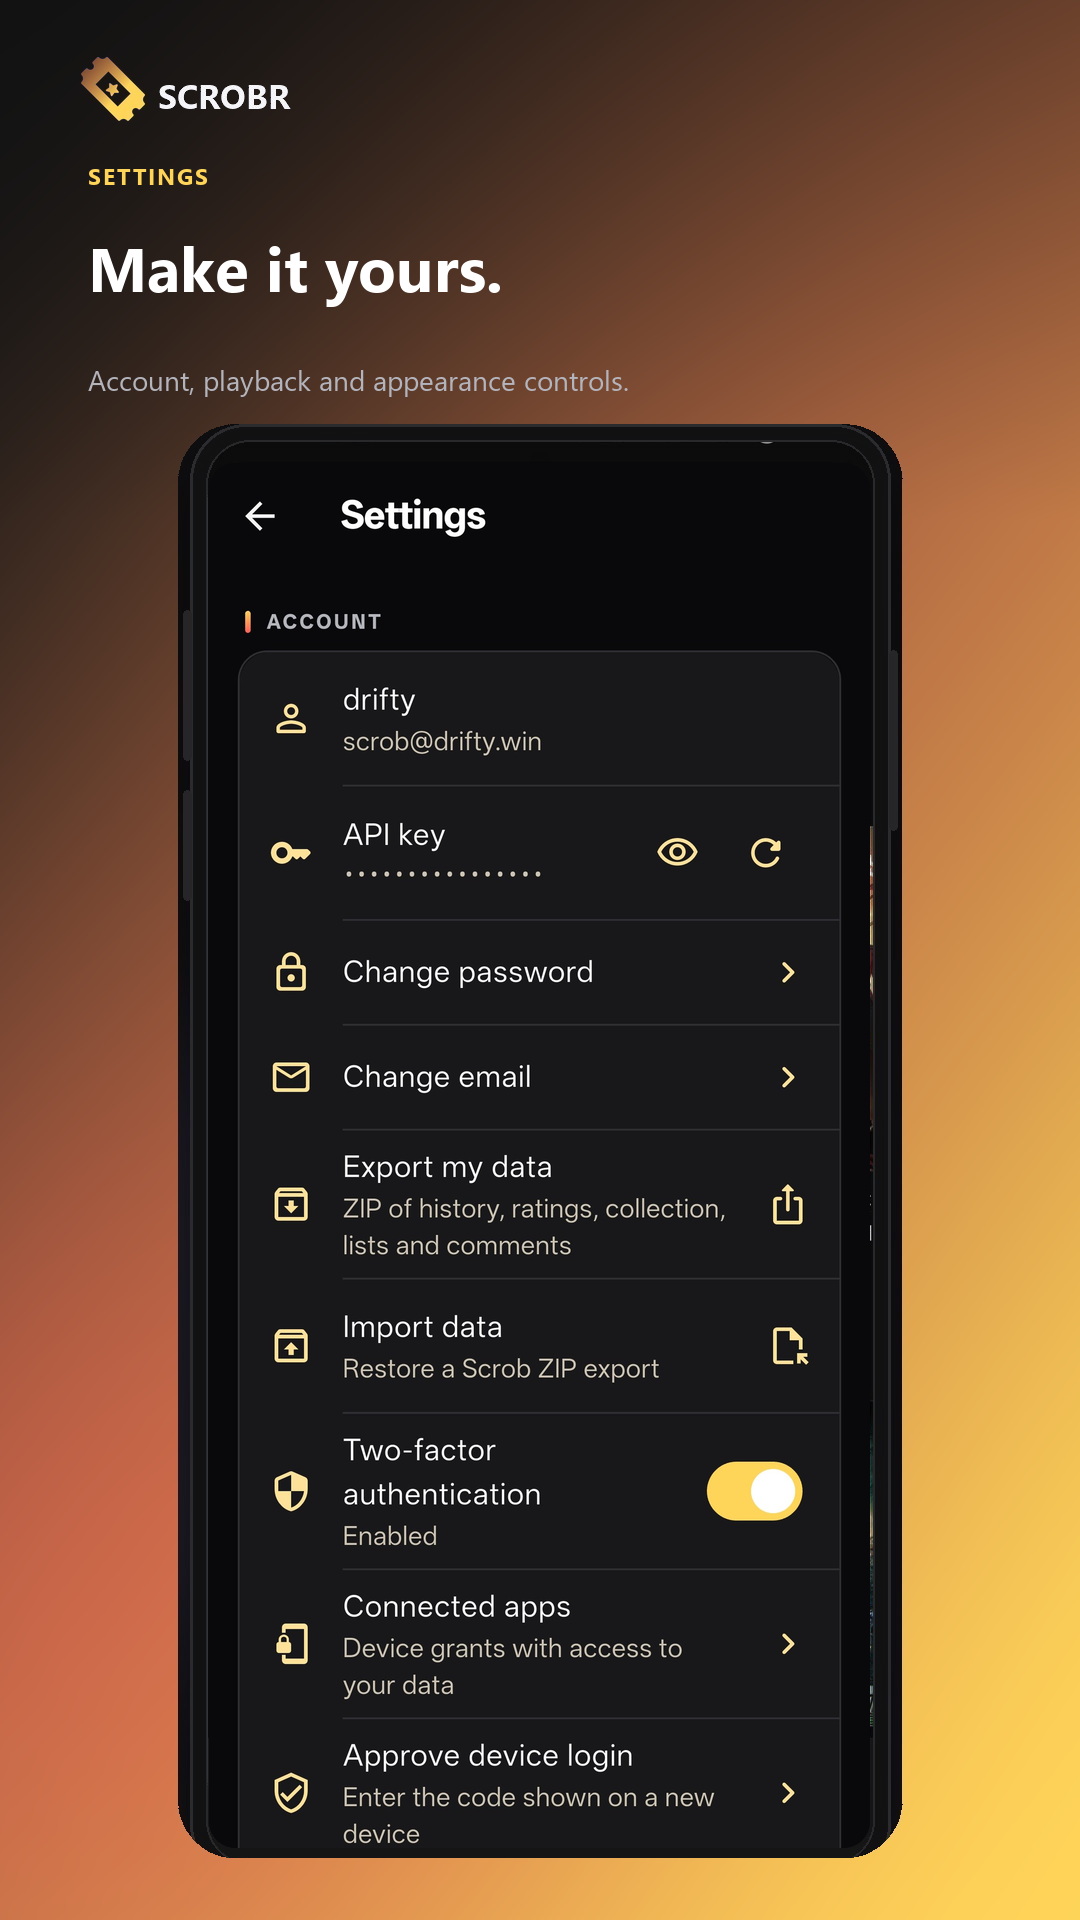 SCROBR
SETTINGS
Make it yours.
Account, playback and appearance controls.
Settings
ACCOUNT
drifty
scrob@drifty.win
API key
••••••••••••••••
Change password
Change email
Export my data
ZIP of history, ratings, collection,
lists and comments
Import data
Restore a Scrob ZIP export
Two-factor
authentication
Enabled
Connected apps
Device grants with access to
your data
Approve device login
Enter the code shown on a new
device